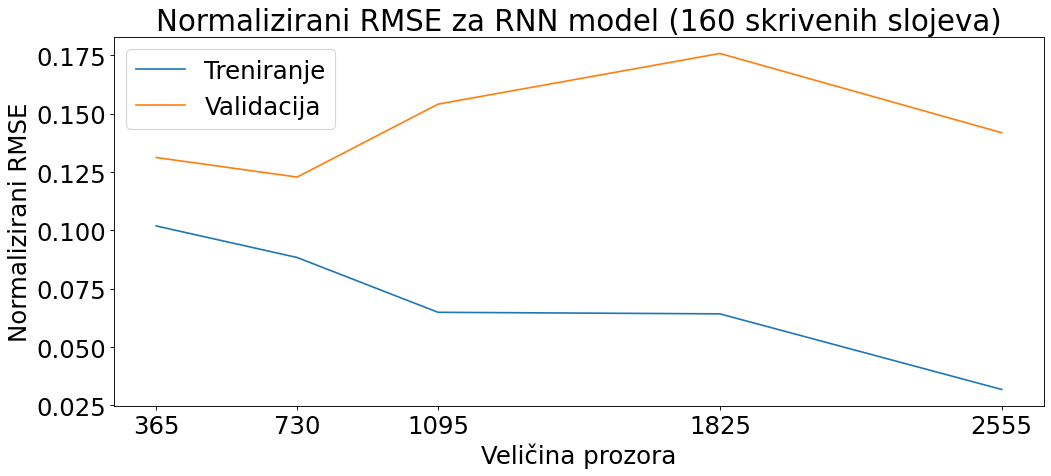 Normalizirani RMSE za RNN model (160 skrivenih slojeva)
Treniranje
Validacija
Normalizirani RMSE
0.175
0.150
0.125
0.100
0.075
0.050
0.025
365 730 1095 1825 2555
Veličina prozora